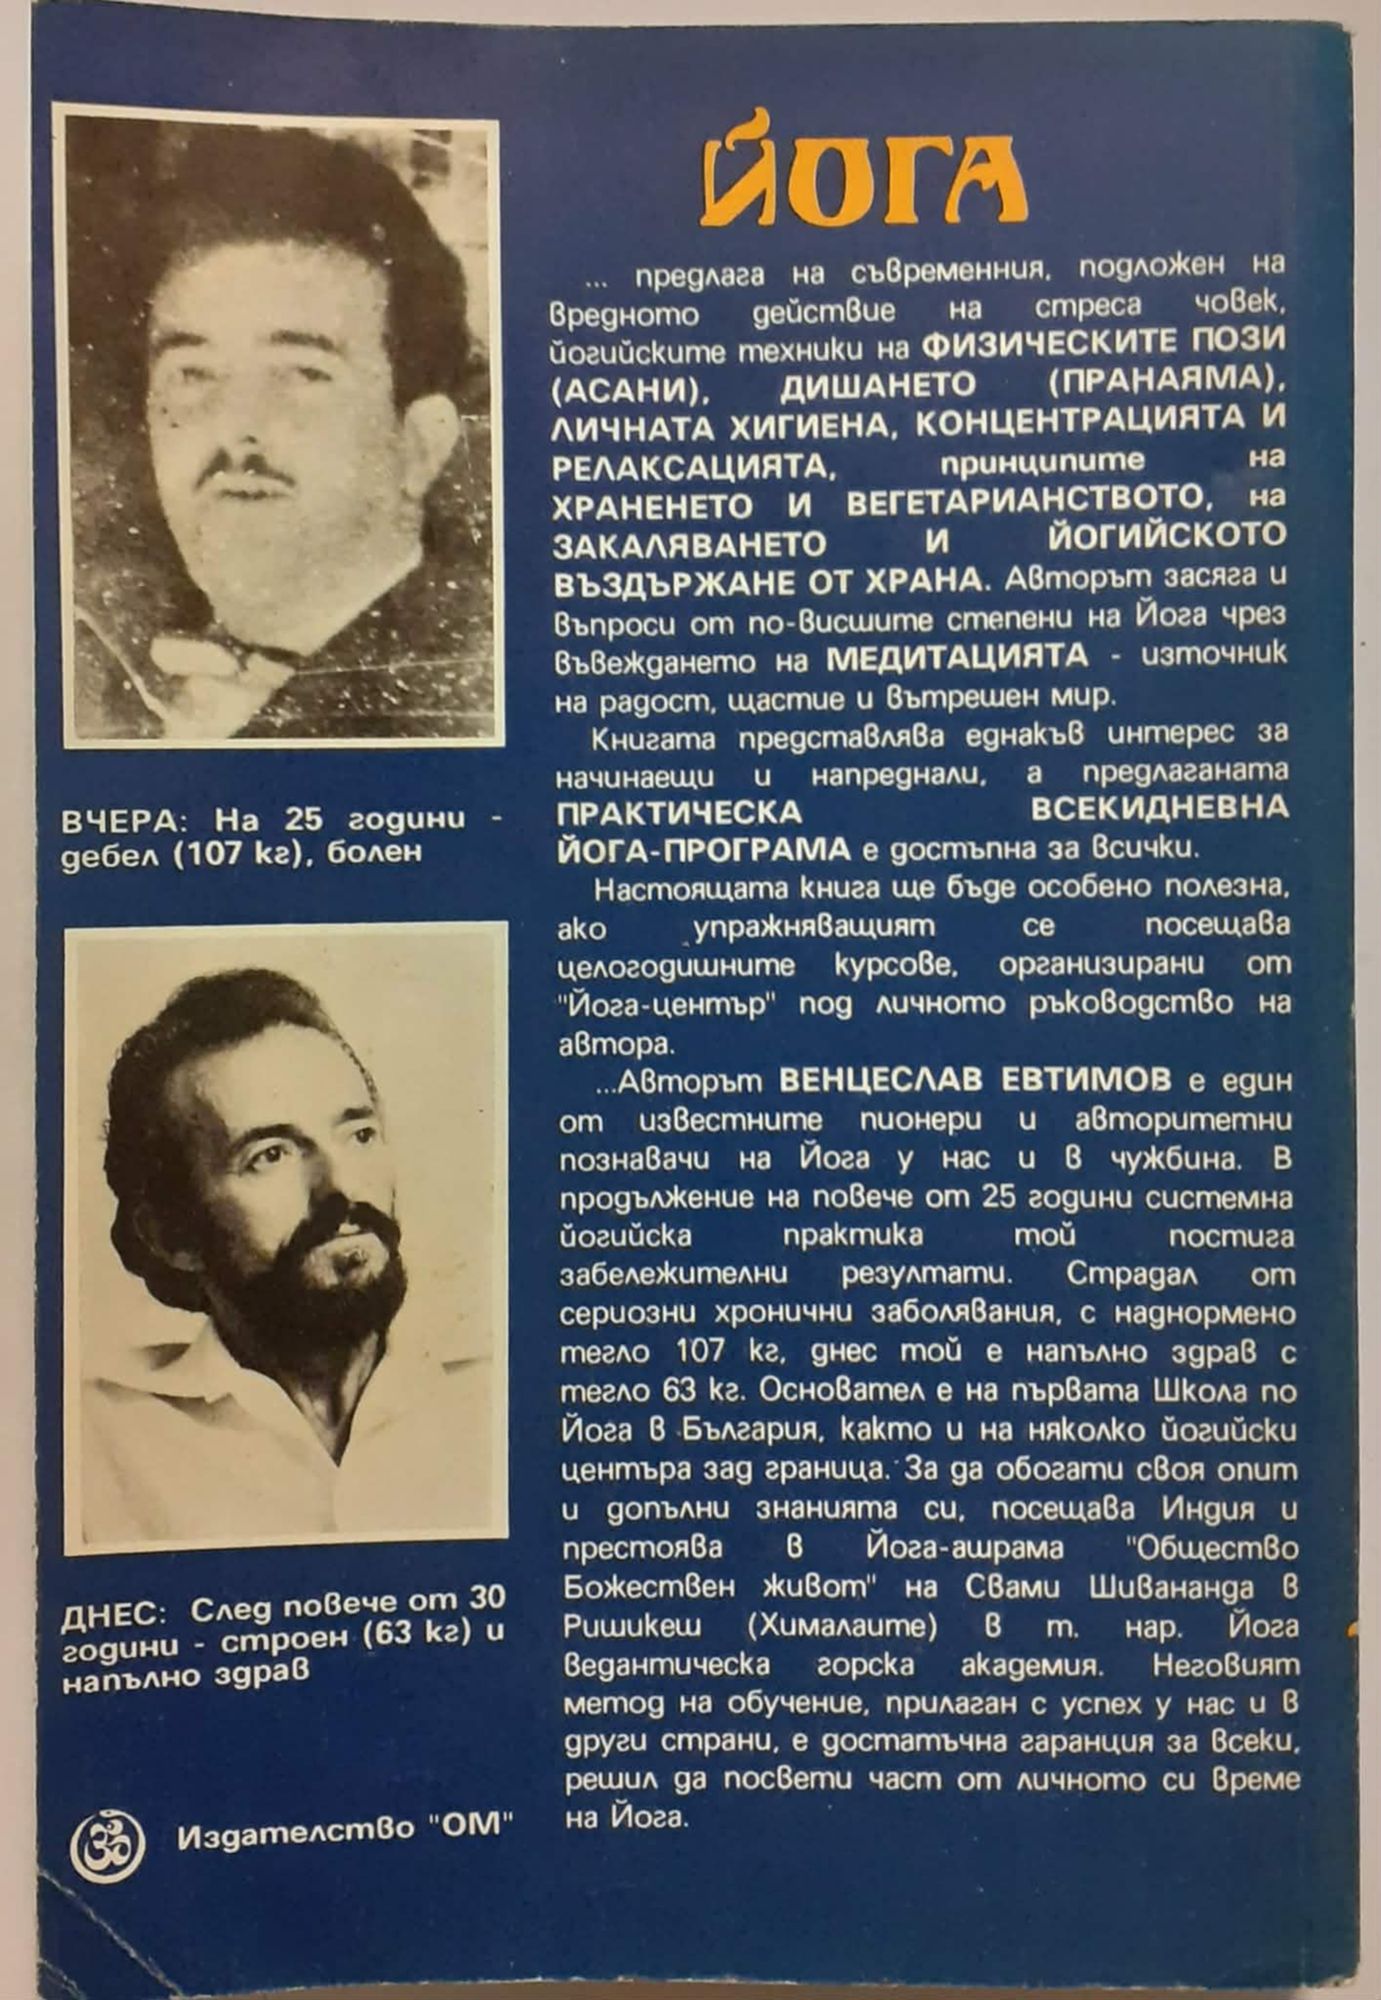 ЙОГА
... предлага на съвременния, подложен на
вредното действие на стреса човек,
йогийските техники на ФИЗИЧЕСКИТЕ ПОЗИ
(АСАНИ), ДИШАНЕТО (ПРАНАЯМА),
ЛИЧНАТА ХИГИЕНА, КОНЦЕНТРАЦИЯТА И
РЕЛАКСАЦИЯТА, принципите на
ХРАНЕНЕТО И ВЕГЕТАРИАНСТВОТО, на
ЗАКАЛЯВАНЕТО И ЙОГИЙСКОТО
ВЪЗДЪРЖАНЕ ОТ ХРАНА. Авторът засяга и
въпроси от по-висшите степени на Йога чрез
въвеждането на МЕДИТАЦИЯТА - източник
на радост, щастие и вътрешен мир.
Книгата представлява еднакъв интерес за
начинаещи и напреднали, а предлаганата
ПРАКТИЧЕСКА ВСЕКИДНЕВНА
ЙОГА-ПРОГРАМА е достъпна за всички.
Настоящата книга ще бъде особено полезна,
ако упражняващият се посещава
целогодишните курсове, организирани от
"Йога-център" под личното ръководство на
автора.
...Авторът ВЕНЦЕСЛАВ ЕВТИМОВ е един
от известните пионери и авторитетни
познавачи на Йога у нас и в чужбина. В
продължение на повече от 25 години системна
йогийска практика той постига
забележителни резултати. Страдал от
сериозни хронични заболявания, с наднормено
тегло 107 кг, днес той е напълно здрав с
тегло 63 кг. Основател е на първата Школа по
Йога в България, както и на няколко йогийски
центъра зад граница. За да обогати своя опит
и допълни знанията си, посещава Индия и
престоява в Йога-ашрама "Общество
Божествен живот" на Свами Шивананда в
Ришикеш (Хималаите) в т. нар. Йога
Ведантическа горска академия. Неговият
метод на обучение, прилаган с успех у нас и в
други страни, е достатъчна гаранция за всеки,
решил да посвети част от личното си време
на Йога.
ВЧЕРА: На 25 години -
дебел (107 кг), болен
ДНЕС: След повече от 30
години - строен (63 кг) и
напълно здрав
ॐ
Издателство "ОМ"